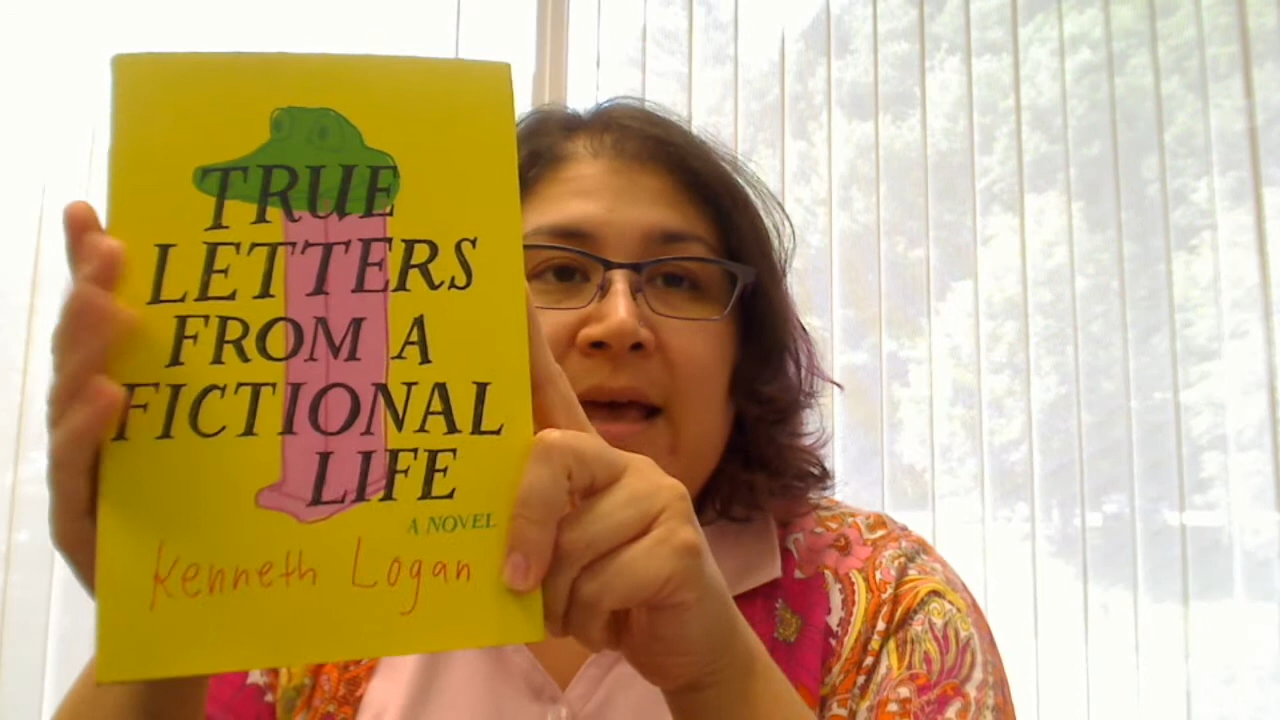 TRUE
LETTERS
FROM A
FICTIONAL
LIFE
A NOVEL
Kenneth Logan